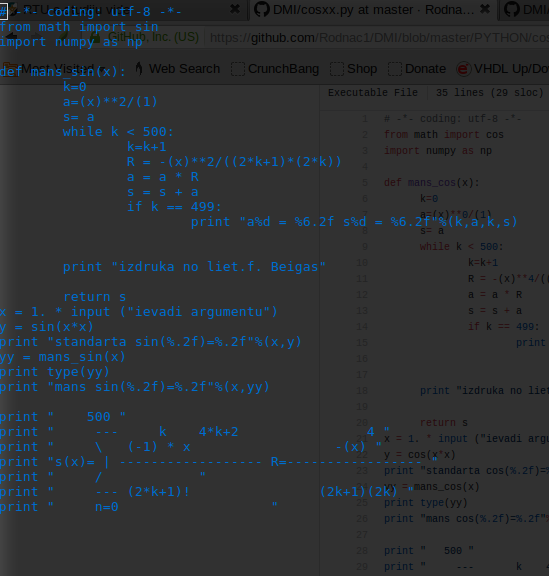 # -*- coding: utf-8 -*-
from math import sin
import numpy as np
def mans_sin(x):
k=0
a=(x)**2/(1)
s= a
while k < 500:
k=k+1
R = -(x)**2/((2*k+1)*(2*k))
a = a * R
s = s + a
if k == 499:
print "a%d = %6.2f s%d = %6.2f"%(k,a,k,s)
print "izdruka no liet.f. Beigas"
return s
x = 1. * input ("ievadi argumentu")
y = sin(x*x)
print "standarta sin(%.2f)=%.2f"%(x,y)
yy = mans_sin(x)
print type(yy)
print "mans sin(%.2f)=%.2f"%(x,yy)
print "    500 "
print "     ---     k    4*k+2                4 "
print "     \   (-1) * x                  -(x) "
print "s(x)= | ------------------ R=----------------- "
print "     /            "
print "     --- (2*k+1)!                (2k+1)(2k) "
print "     n=0                    "
DMI/cosxx.py at master · Rodna...
DMI
GitHub, Inc. (US)
https://github.com/Rodnac1/DMI/blob/master/PYTHON/cos
Most Visited
Web Search
CrunchBang
Shop
Donate
VHDL Up/Do
Executable File
35 lines (29 sloc)
1 # -*- coding: utf-8 -*-
2 from math import cos
3 import numpy as np
4
5 def mans_cos(x):
6 k=0
7 a=(x)**0/(1)
8 s= a
9 while k < 500:
10 k=k+1
11 R = -(x)**4/((
12 a = a * R
13 s = s + a
14 if k == 499:
15 print
16
17
18 print "izdruka no liet
19
20 return s
21 x = 1. * input ("ievadi argu
22 y = cos(x*x)
23 print "standarta cos(%.2f)=%
24 yy = mans_cos(x)
25 print type(yy)
26 print "mans cos(%.2f)=%.2f"%
27
28 print "   500 "
29 print "     ---     k    4